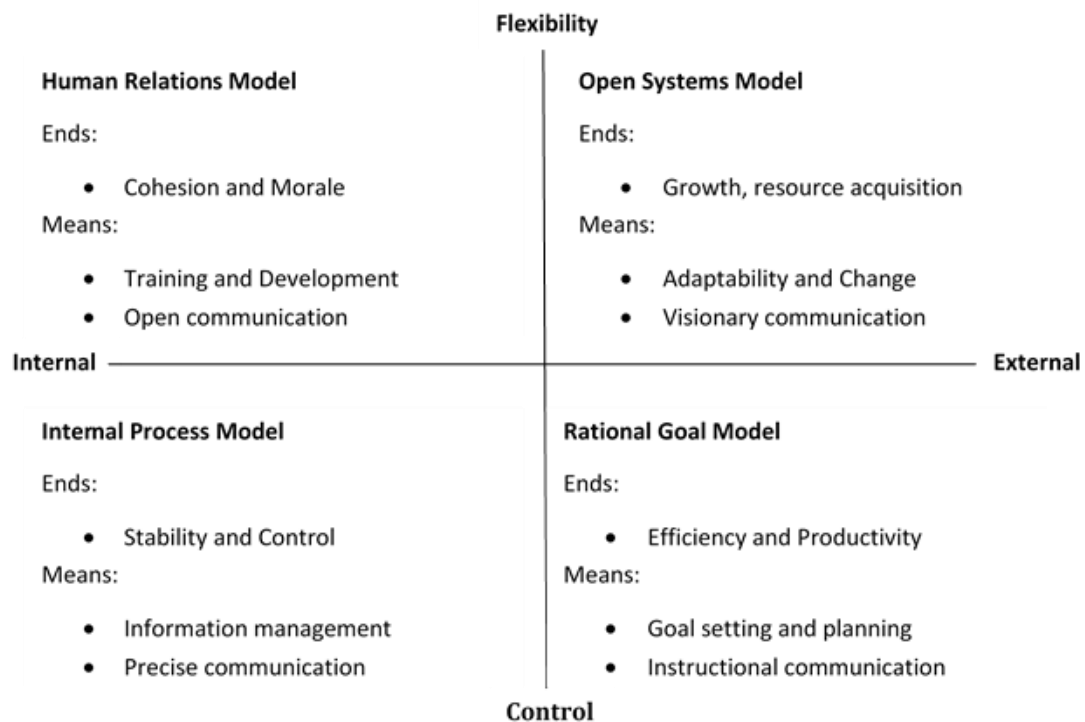 Flexibility
Human Relations Model
Ends:
• Cohesion and Morale
Means:
• Training and Development
• Open communication
Open Systems Model
Ends:
• Growth, resource acquisition
Means:
• Adaptability and Change
• Visionary communication
Internal
External
Internal Process Model
Ends:
• Stability and Control
Means:
• Information management
• Precise communication
Rational Goal Model
Ends:
• Efficiency and Productivity
Means:
• Goal setting and planning
• Instructional communication
Control